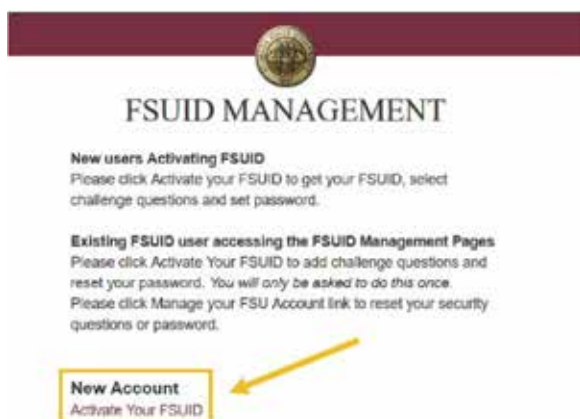 FSUID MANAGEMENT
New users Activating FSUID
Please click Activate your FSUID to get your FSUID, select
challenge questions and set password.
Existing FSUID user accessing the FSUID Management Pages
Please click Activate Your FSUID to add challenge questions and
reset your password. You will only be asked to do this once.
Please click Manage your FSU Account link to reset your security
questions or password.
New Account
Activate Your FSUID